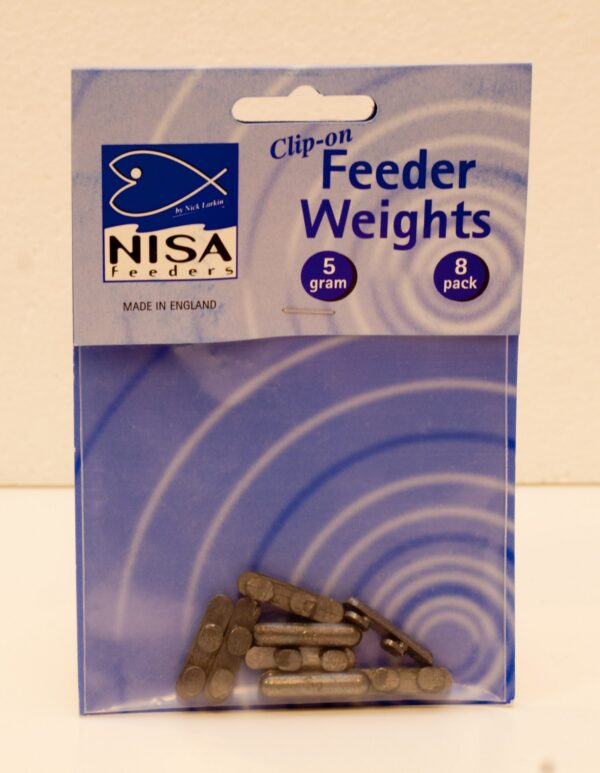 Clip-on
Feeder
Weights
5
gram
8
pack
by Nick Larkin
NISA
Feeders
MADE IN ENGLAND